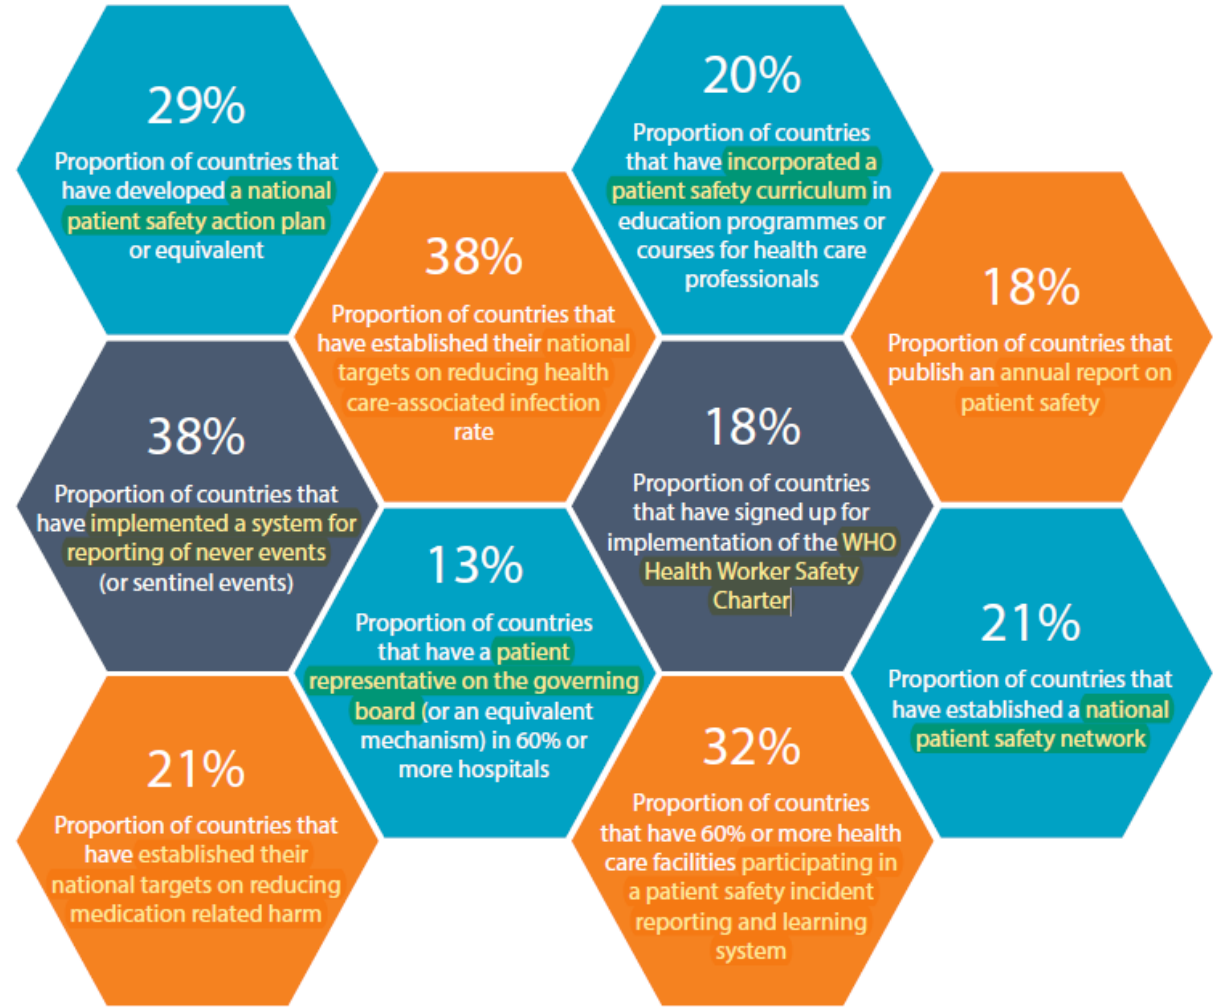 29%
Proportion of countries that
have developed a national
patient safety action plan
or equivalent
20%
Proportion of countries
that have incorporated a
patient safety curriculum in
education programmes or
courses for health care
professionals
38%
Proportion of countries that
have established their national
targets on reducing health
care-associated infection
rate
18%
Proportion of countries that
publish an annual report on
patient safety
38%
Proportion of countries that
have implemented a system for
reporting of never events
(or sentinel events)
18%
Proportion of countries
that have signed up for
implementation of the WHO
Health Worker Safety
Charter
13%
Proportion of countries
that have a patient
representative on the governing
board (or an equivalent
mechanism) in 60% or
more hospitals
21%
Proportion of countries that
have established a national
patient safety network
21%
Proportion of countries that
have established their
national targets on reducing
medication related harm
32%
Proportion of countries
that have 60% or more health
care facilities participating in
a patient safety incident
reporting and learning
system